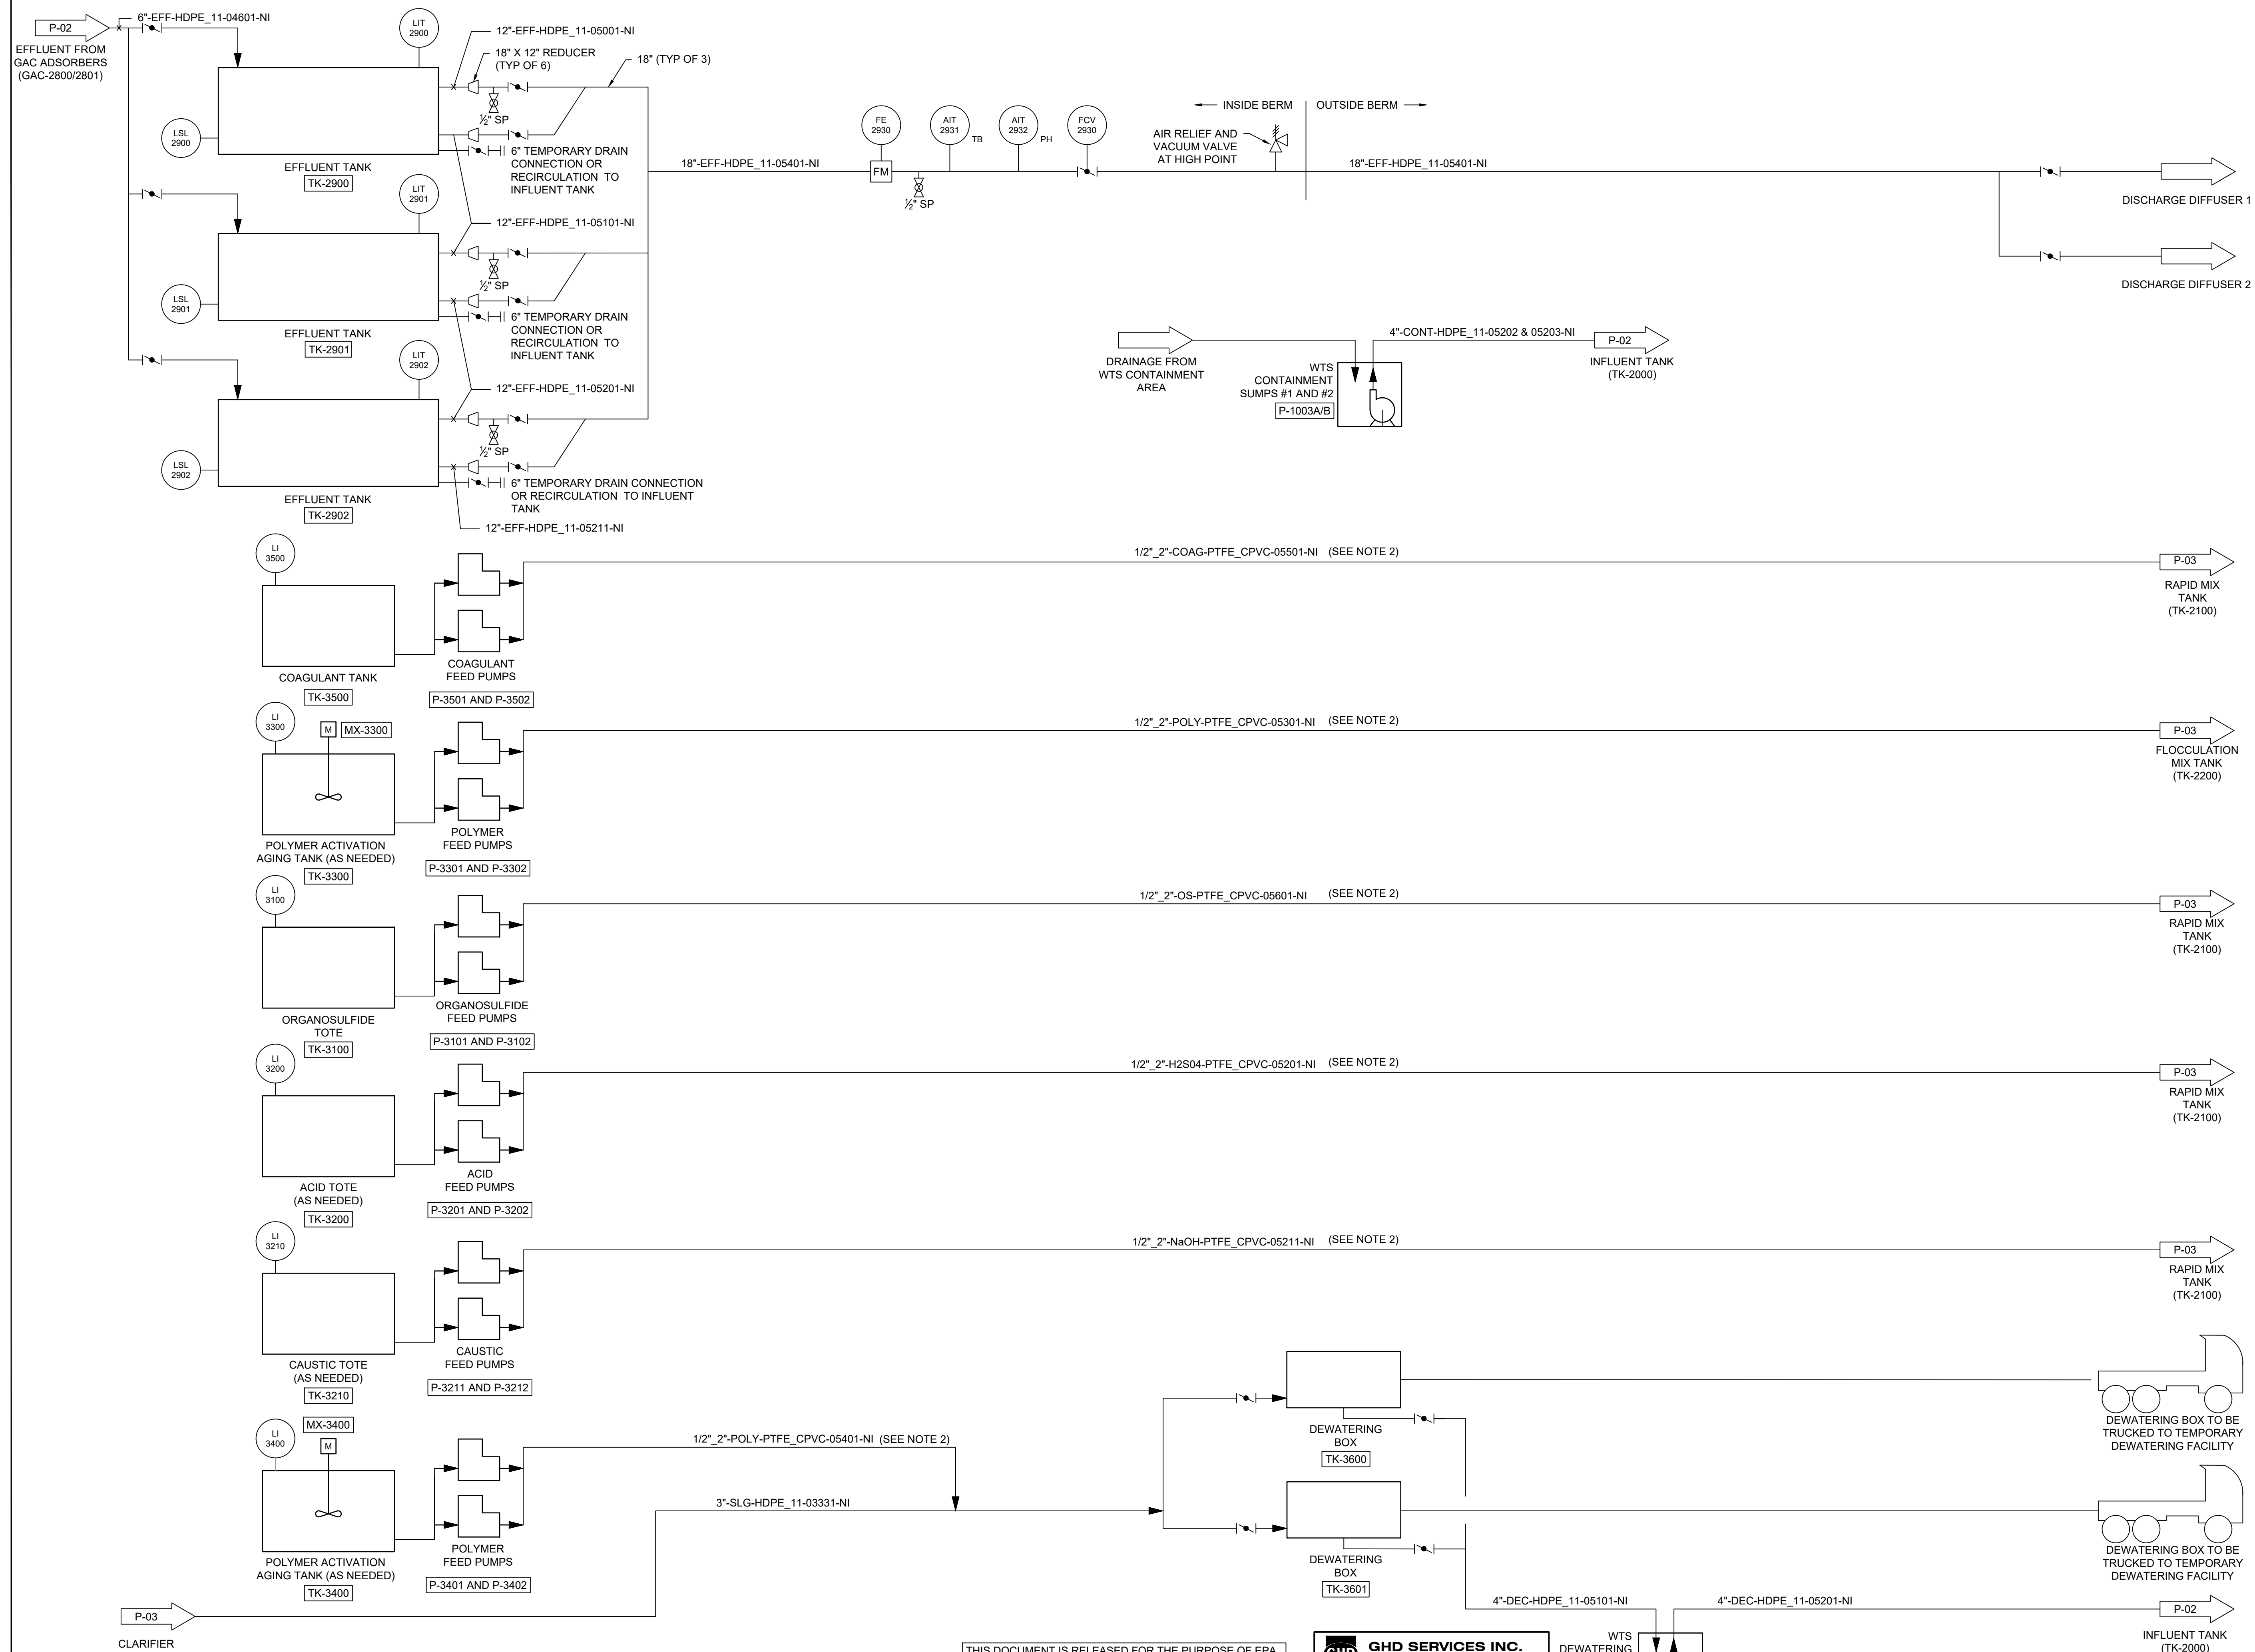 P-02
EFFLUENT FROM
GAC ADSORBERS
(GAC-2800/2801)
6"-EFF-HDPE_11-04601-NI
LIT
2900
LSL
2900
EFFLUENT TANK
TK-2900
12"-EFF-HDPE_11-05001-NI
18" X 12" REDUCER
(TYP OF 6)
18" (TYP OF 3)
½" SP
6" TEMPORARY DRAIN
CONNECTION OR
RECIRCULATION TO
INFLUENT TANK
LIT
2901
LSL
2901
EFFLUENT TANK
TK-2901
12"-EFF-HDPE_11-05101-NI
½" SP
6" TEMPORARY DRAIN
CONNECTION OR
RECIRCULATION TO
INFLUENT TANK
LIT
2902
LSL
2902
EFFLUENT TANK
TK-2902
12"-EFF-HDPE_11-05201-NI
½" SP
6" TEMPORARY DRAIN CONNECTION
OR RECIRCULATION TO INFLUENT
TANK
12"-EFF-HDPE_11-05211-NI
18"-EFF-HDPE_11-05401-NI
FE
2930
FM
½" SP
AIT
2931
TB
AIT
2932
PH
FCV
2930
AIR RELIEF AND
VACUUM VALVE
AT HIGH POINT
INSIDE BERM
OUTSIDE BERM
18"-EFF-HDPE_11-05401-NI
DISCHARGE DIFFUSER 1
DISCHARGE DIFFUSER 2
DRAINAGE FROM
WTS CONTAINMENT
AREA
WTS
CONTAINMENT
SUMPS #1 AND #2
P-1003A/B
4"-CONT-HDPE_11-05202 & 05203-NI
P-02
INFLUENT TANK
(TK-2000)
LI
3500
COAGULANT TANK
TK-3500
COAGULANT
FEED PUMPS
P-3501 AND P-3502
1/2"_2"-COAG-PTFE_CPVC-05501-NI (SEE NOTE 2)
P-03
RAPID MIX
TANK
(TK-2100)
LI
3300
M
MX-3300
POLYMER ACTIVATION
AGING TANK (AS NEEDED)
TK-3300
POLYMER
FEED PUMPS
P-3301 AND P-3302
1/2"_2"-POLY-PTFE_CPVC-05301-NI (SEE NOTE 2)
P-03
FLOCCULATION
MIX TANK
(TK-2200)
LI
3100
ORGANOSULFIDE
TOTE
TK-3100
ORGANOSULFIDE
FEED PUMPS
P-3101 AND P-3102
1/2"_2"-OS-PTFE_CPVC-05601-NI (SEE NOTE 2)
P-03
RAPID MIX
TANK
(TK-2100)
LI
3200
ACID TOTE
(AS NEEDED)
TK-3200
ACID
FEED PUMPS
P-3201 AND P-3202
1/2"_2"-H2S04-PTFE_CPVC-05201-NI (SEE NOTE 2)
P-03
RAPID MIX
TANK
(TK-2100)
LI
3210
CAUSTIC TOTE
(AS NEEDED)
TK-3210
CAUSTIC
FEED PUMPS
P-3211 AND P-3212
1/2"_2"-NaOH-PTFE_CPVC-05211-NI (SEE NOTE 2)
P-03
RAPID MIX
TANK
(TK-2100)
LI
3400
MX-3400
M
POLYMER ACTIVATION
AGING TANK (AS NEEDED)
TK-3400
POLYMER
FEED PUMPS
P-3401 AND P-3402
1/2"_2"-POLY-PTFE_CPVC-05401-NI (SEE NOTE 2)
3"-SLG-HDPE_11-03331-NI
DEWATERING
BOX
TK-3600
DEWATERING BOX TO BE
TRUCKED TO TEMPORARY
DEWATERING FACILITY
DEWATERING
BOX
TK-3601
DEWATERING BOX TO BE
TRUCKED TO TEMPORARY
DEWATERING FACILITY
P-03
CLARIFIER
4"-DEC-HDPE_11-05101-NI
4"-DEC-HDPE_11-05201-NI
P-02
INFLUENT TANK
(TK-2000)
WTS
DEWATERING
THIS DOCUMENT IS RELEASED FOR THE PURPOSE OF EPA
GHD
GHD SERVICES INC.